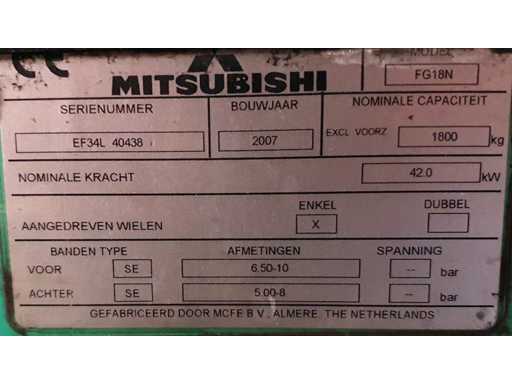 CE MODEL
MITSUBISHI FG18N
SERIENUMMER BOUWJAAR NOMINALE CAPACITEIT
EF34L 40438 2007 EXCL VOORZ 1800 kg
NOMINALE KRACHT 42.0 kW
ENKEL DUBBEL
AANGEDREVEN WIELEN X
BANDEN TYPE AFMETINGEN SPANNING
VOOR SE 6.50-10 -- bar
ACHTER SE 5.00-8 -- bar
GEFABRICEERD DOOR MCFE B.V. ALMERE, THE NETHERLANDS